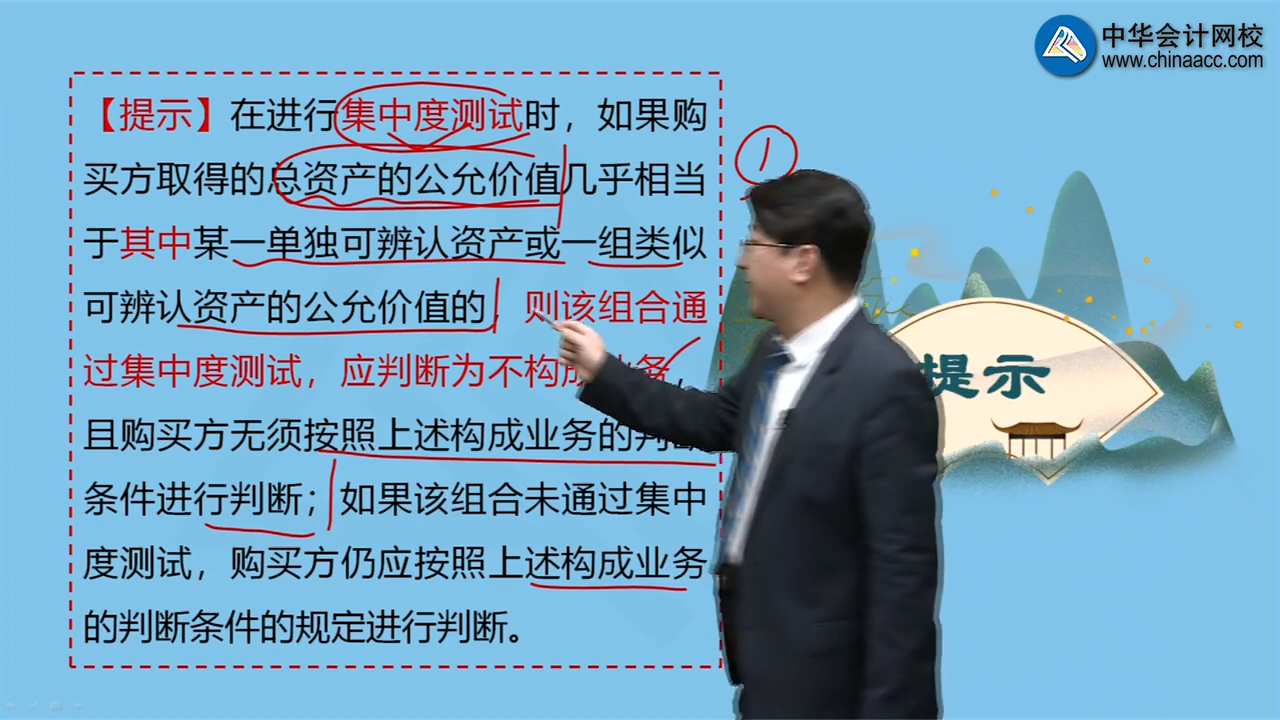 中华会计网校
www.chinaacc.com
【提示】在进行集中度测试时，如果购
买方取得的总资产的公允价值几乎相当
于其中某一单独可辨认资产或一组类似
可辨认资产的公允价值的，则该组合通
过集中度测试，应判断为不构成业务，
且购买方无须按照上述构成业务的判断
条件进行判断；如果该组合未通过集中
度测试，购买方仍应按照上述构成业务
的判断条件的规定进行判断。
①
提示